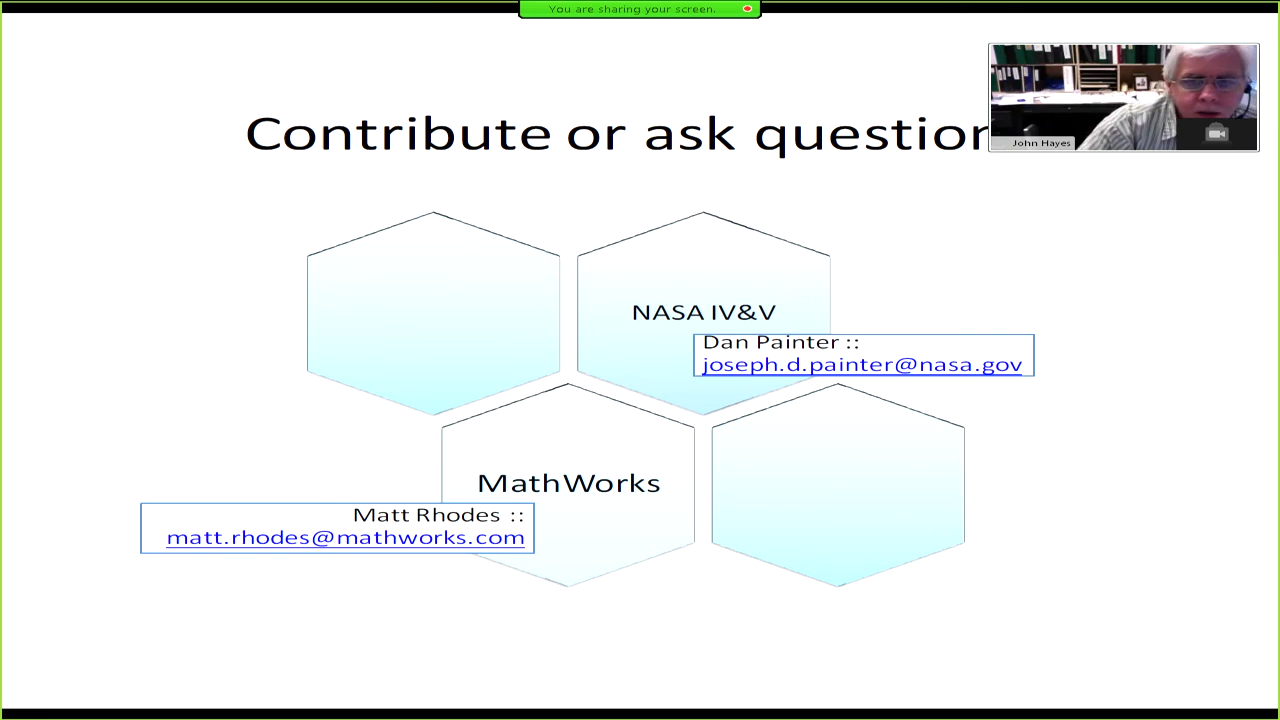 You are sharing your screen.
Contribute or ask question
John Hayes
NASA IV&V
Dan Painter ::
joseph.d.painter@nasa.gov
MathWorks
Matt Rhodes ::
matt.rhodes@mathworks.com